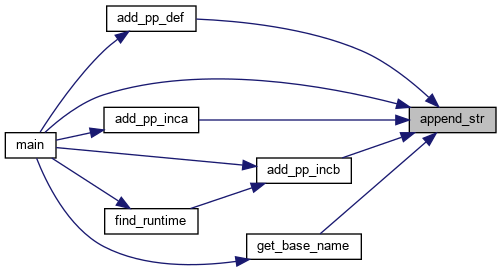 add_pp_def
append_str
add_pp_inca
main
add_pp_incb
find_runtime
get_base_name